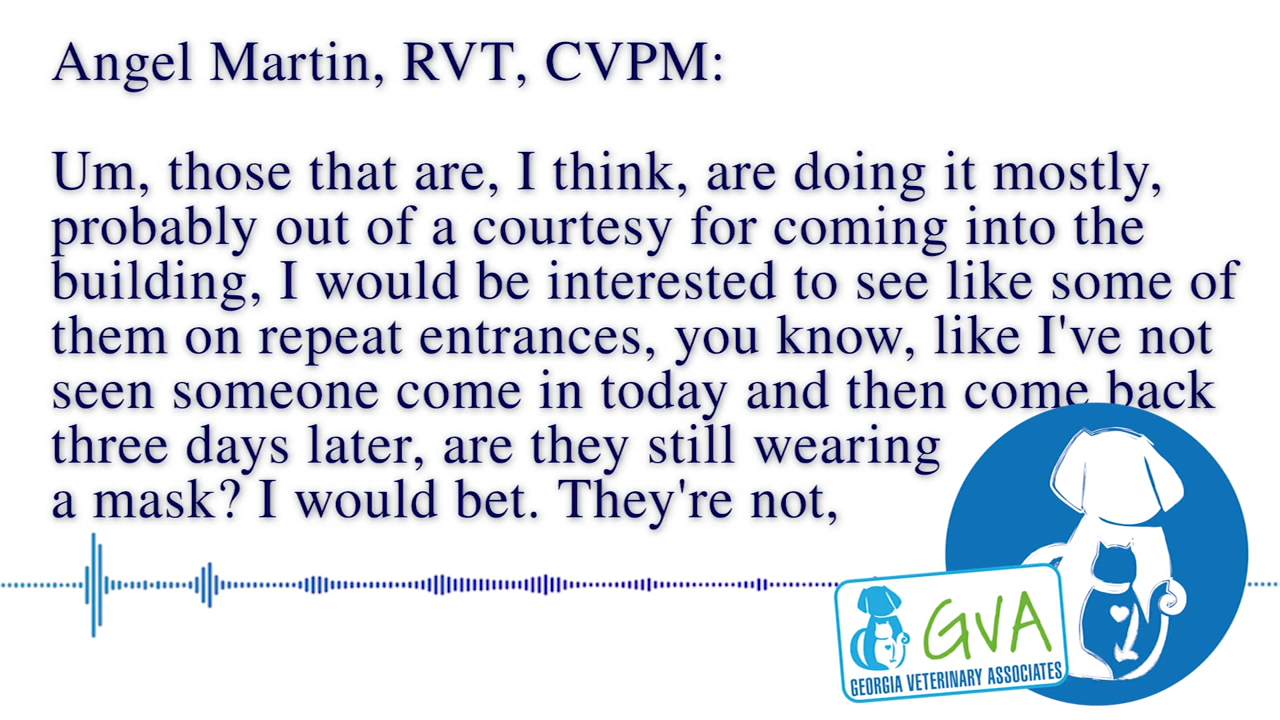 Angel Martin, RVT, CVPM:
Um, those that are, I think, are doing it mostly,
probably out of a courtesy for coming into the
building, I would be interested to see like some of
them on repeat entrances, you know, like I've not
seen someone come in today and then come back
three days later, are they still wearing
a mask? I would bet. They're not,
GVA
GEORGIA VETERINARY ASSOCIATES